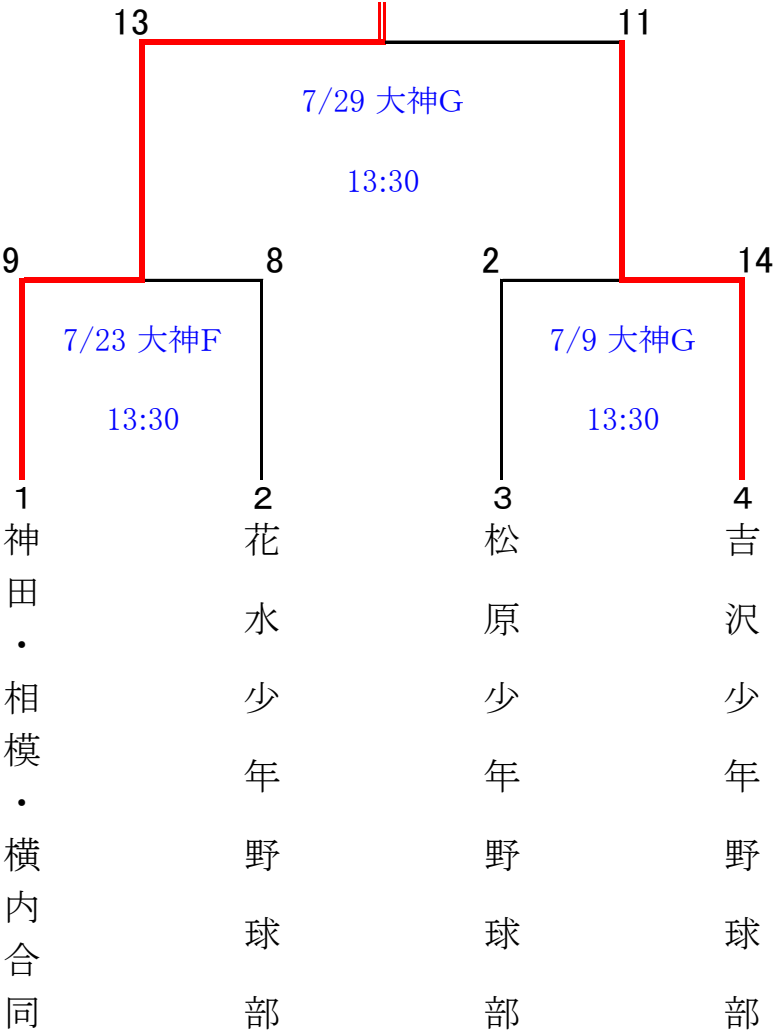 13
11
7/29 大神G
13:30
9
8
2
14
7/23 大神F
7/9 大神G
13:30
13:30
1
2
3
4
神田・相模・横内合同
花水少年野球部
松原少年野球部
吉沢少年野球部